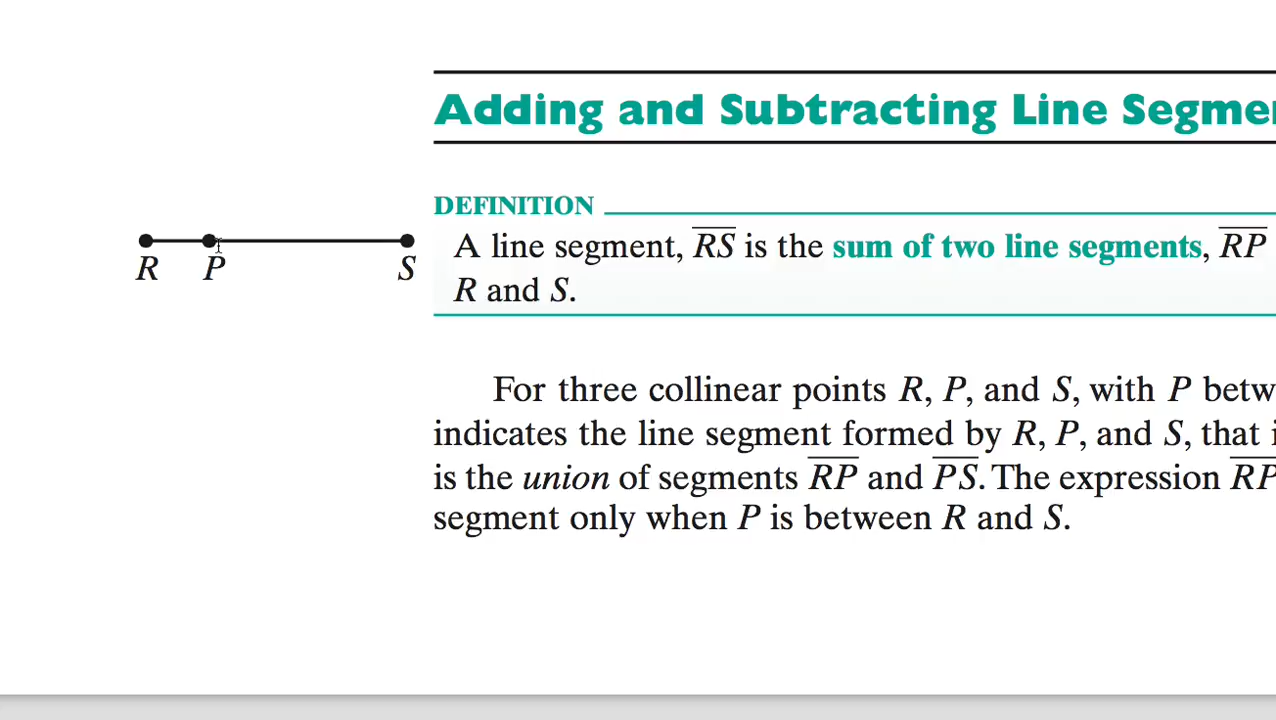 Adding and Subtracting Line Segme
DEFINITION
A line segment, RS is the sum of two line segments, RP
R and S.
R P S
For three collinear points R, P, and S, with P betw
indicates the line segment formed by R, P, and S, that i
is the union of segments RP and PS. The expression RP
segment only when P is between R and S.